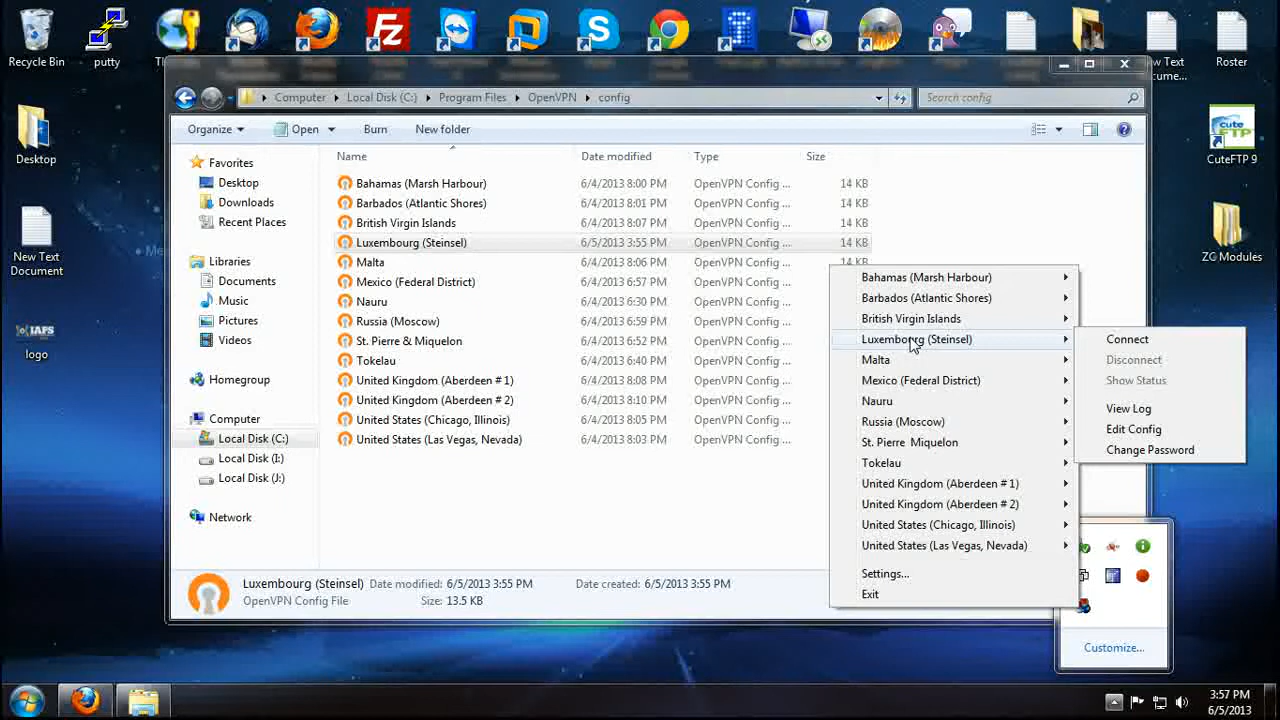 Recycle Bin
putty
Th
w Text
ocume...
Roster
Desktop
New Text
Document
IAFS
logo
cute
FTP
CuteFTP 9
ZG Modules
Computer Local Disk (C:) Program Files OpenVPN config
Search config
Organize Open Burn New folder
Name Date modified Type Size
Favorites
Desktop
Downloads
Recent Places
Libraries
Documents
Music
Pictures
Videos
Homegroup
Computer
Local Disk (C:)
Local Disk (I:)
Local Disk (J:)
Network
Bahamas (Marsh Harbour) 6/4/2013 8:00 PM OpenVPN Config ... 14 KB
Barbados (Atlantic Shores) 6/4/2013 8:01 PM OpenVPN Config ... 14 KB
British Virgin Islands 6/4/2013 8:07 PM OpenVPN Config ... 14 KB
Luxembourg (Steinsel) 6/5/2013 3:55 PM OpenVPN Config ... 14 KB
Malta 6/4/2013 8:06 PM OpenVPN Config ... 14 KB
Mexico (Federal District) 6/4/2013 6:57 PM OpenVPN Config ...
Nauru 6/4/2013 6:30 PM OpenVPN Config ...
Russia (Moscow) 6/4/2013 6:59 PM OpenVPN Config ...
St. Pierre & Miquelon 6/4/2013 6:52 PM OpenVPN Config ...
Tokelau 6/4/2013 6:40 PM OpenVPN Config ...
United Kingdom (Aberdeen # 1) 6/4/2013 8:11 PM OpenVPN Config ...
United Kingdom (Aberdeen # 2) 6/4/2013 8:10 PM OpenVPN Config ...
United States (Chicago, Illinois) 6/4/2013 8:05 PM OpenVPN Config ...
United States (Las Vegas, Nevada) 6/4/2013 8:03 PM OpenVPN Config ...
Bahamas (Marsh Harbour)
Barbados (Atlantic Shores)
British Virgin Islands
Luxembourg (Steinsel)
Malta
Mexico (Federal District)
Nauru
Russia (Moscow)
St. Pierre Miquelon
Tokelau
United Kingdom (Aberdeen # 1)
United Kingdom (Aberdeen # 2)
United States (Chicago, Illinois)
United States (Las Vegas, Nevada)
Settings...
Exit
Connect
Disconnect
Show Status
View Log
Edit Config
Change Password
Luxembourg (Steinsel) Date modified: 6/5/2013 3:55 PM Date created: 6/5/2013 3:55 PM
OpenVPN Config File Size: 13.5 KB
Customize...
3:57 PM
6/5/2013